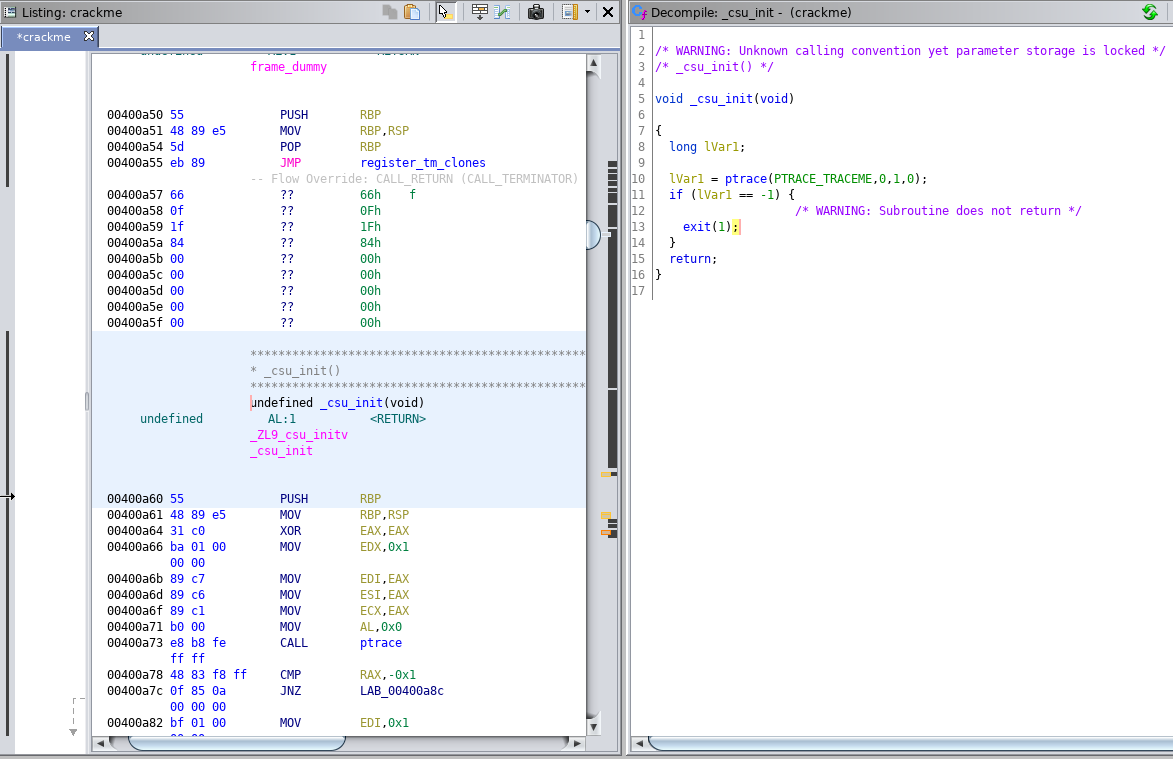 Listing: crackme
*crackme
frame_dummy
00400a50 55 PUSH RBP
00400a51 48 89 e5 MOV RBP,RSP
00400a54 5d POP RBP
00400a55 eb 89 JMP register_tm_clones
-- Flow Override: CALL_RETURN (CALL_TERMINATOR)
00400a57 66 ?? 66h f
00400a58 0f ?? 0Fh
00400a59 1f ?? 1Fh
00400a5a 84 ?? 84h
00400a5b 00 ?? 00h
00400a5c 00 ?? 00h
00400a5d 00 ?? 00h
00400a5e 00 ?? 00h
00400a5f 00 ?? 00h
************************************************
* _csu_init()
************************************************
undefined _csu_init(void)
undefined AL:1 <RETURN>
_ZL9_csu_initv
_csu_init
00400a60 55 PUSH RBP
00400a61 48 89 e5 MOV RBP,RSP
00400a64 31 c0 XOR EAX,EAX
00400a66 ba 01 00 MOV EDX,0x1
00 00
00400a6b 89 c7 MOV EDI,EAX
00400a6d 89 c6 MOV ESI,EAX
00400a6f 89 c1 MOV ECX,EAX
00400a71 b0 00 MOV AL,0x0
00400a73 e8 b8 fe CALL ptrace
ff ff
00400a78 48 83 f8 ff CMP RAX,-0x1
00400a7c 0f 85 0a JNZ LAB_00400a8c
00 00 00
00400a82 bf 01 00 MOV EDI,0x1
Decompile: _csu_init - (crackme)
1
2 /* WARNING: Unknown calling convention yet parameter storage is locked */
3 /* _csu_init() */
4
5 void _csu_init(void)
6
7 {
8 long lVar1;
9
10 lVar1 = ptrace(PTRACE_TRACEME,0,1,0);
11 if (lVar1 == -1) {
12 /* WARNING: Subroutine does not return */
13 exit(1);
14 }
15 return;
16 }
17